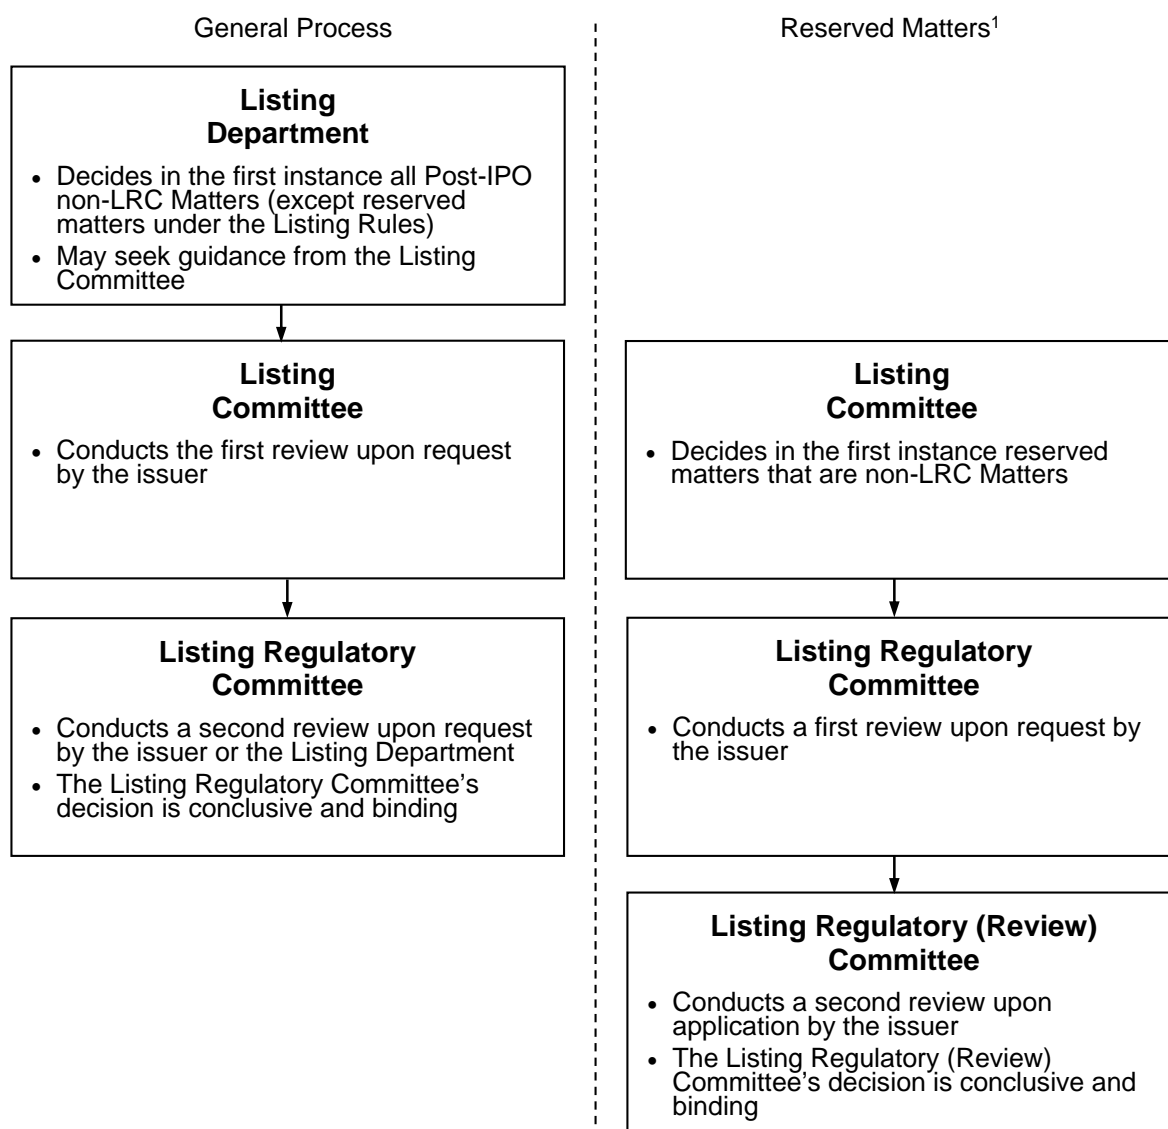 General Process
Listing
Department
• Decides in the first instance all Post-IPO
non-LRC Matters (except reserved
matters under the Listing Rules)
• May seek guidance from the Listing
Committee
Listing
Committee
• Conducts the first review upon request
by the issuer
Listing Regulatory
Committee
• Conducts a second review upon request
by the issuer or the Listing Department
• The Listing Regulatory Committee’s
decision is conclusive and binding
Reserved Matters¹
Listing
Committee
• Decides in the first instance reserved
matters that are non-LRC Matters
Listing Regulatory
Committee
• Conducts a first review upon request by
the issuer
Listing Regulatory (Review)
Committee
• Conducts a second review upon
application by the issuer
• The Listing Regulatory (Review)
Committee’s decision is conclusive and
binding